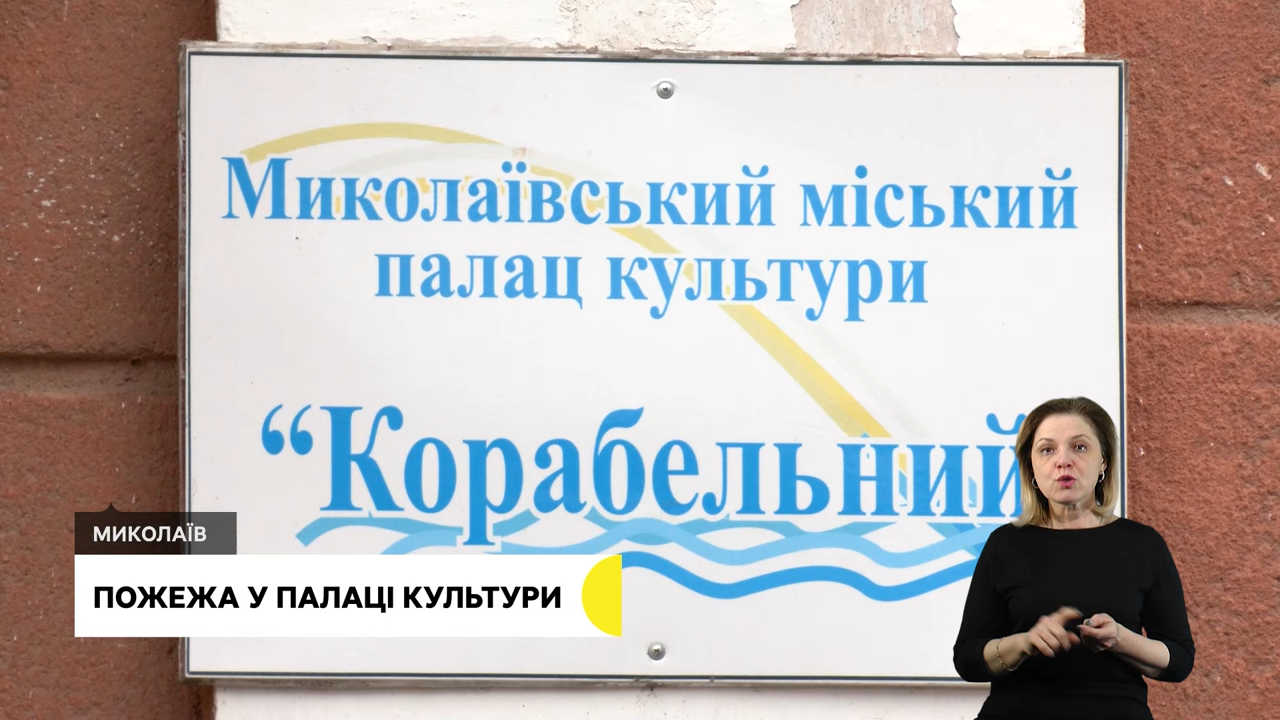 Миколаївський міський
палац культури
“Корабельний
МИКОЛАЇВ
ПОЖЕЖА У ПАЛАЦІ КУЛЬТУРИ